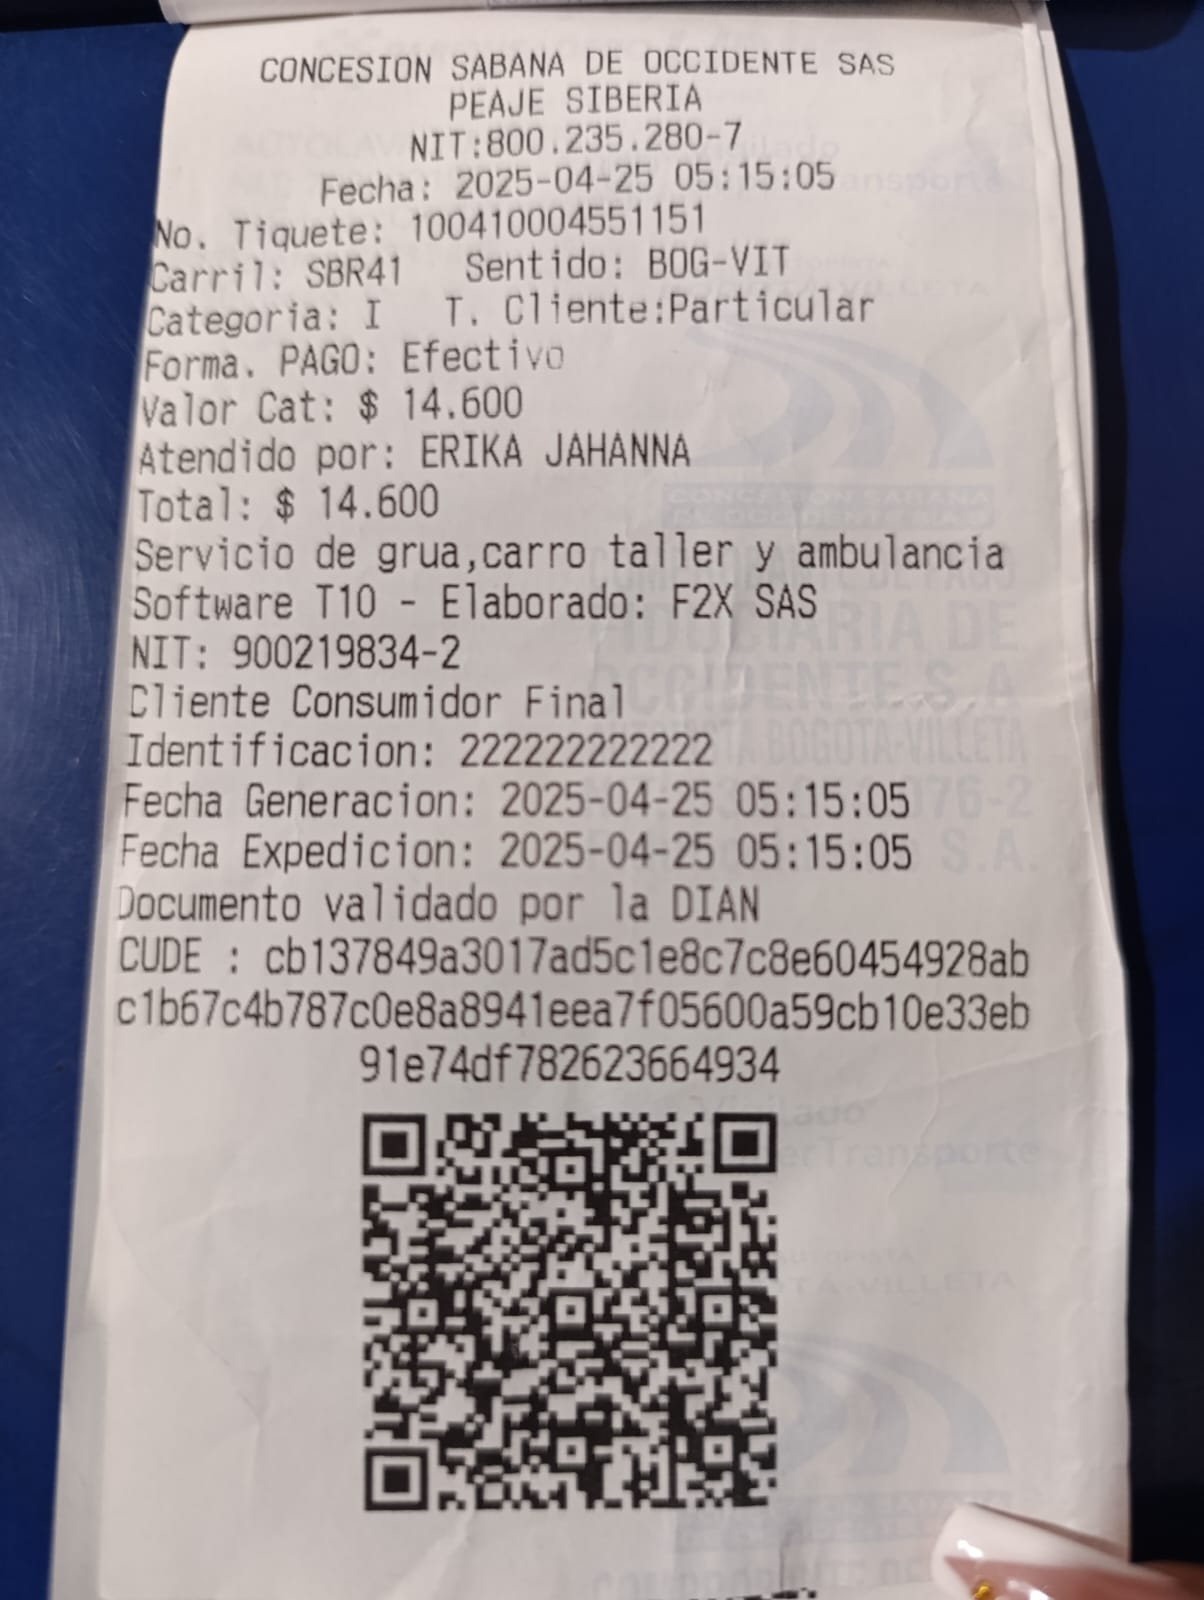 CONCESION SABANA DE OCCIDENTE SAS
PEAJE SIBERIA
NIT:800.235.280-7
Fecha: 2025-04-25 05:15:05
No. Tiquete: 100410004551151
Carril: SBR41 Sentido: BOG-VIT
Categoria: I T. Cliente:Particular
Forma. PAGO: Efectivo
Valor Cat: $ 14.600
Atendido por: ERIKA JAHANNA
Total: $ 14.600
Servicio de grua,carro taller y ambulancia
Software T10 - Elaborado: F2X SAS
NIT: 900219834-2
Cliente Consumidor Final
Identificacion: 222222222222
Fecha Generacion: 2025-04-25 05:15:05
Fecha Expedicion: 2025-04-25 05:15:05
Documento validado por la DIAN
CUDE : cb137849a3017ad5c1e8c7c8e60454928ab
c1b67c4b787c0e8a8941eea7f05600a59cb10e33eb
91e74df782623664934